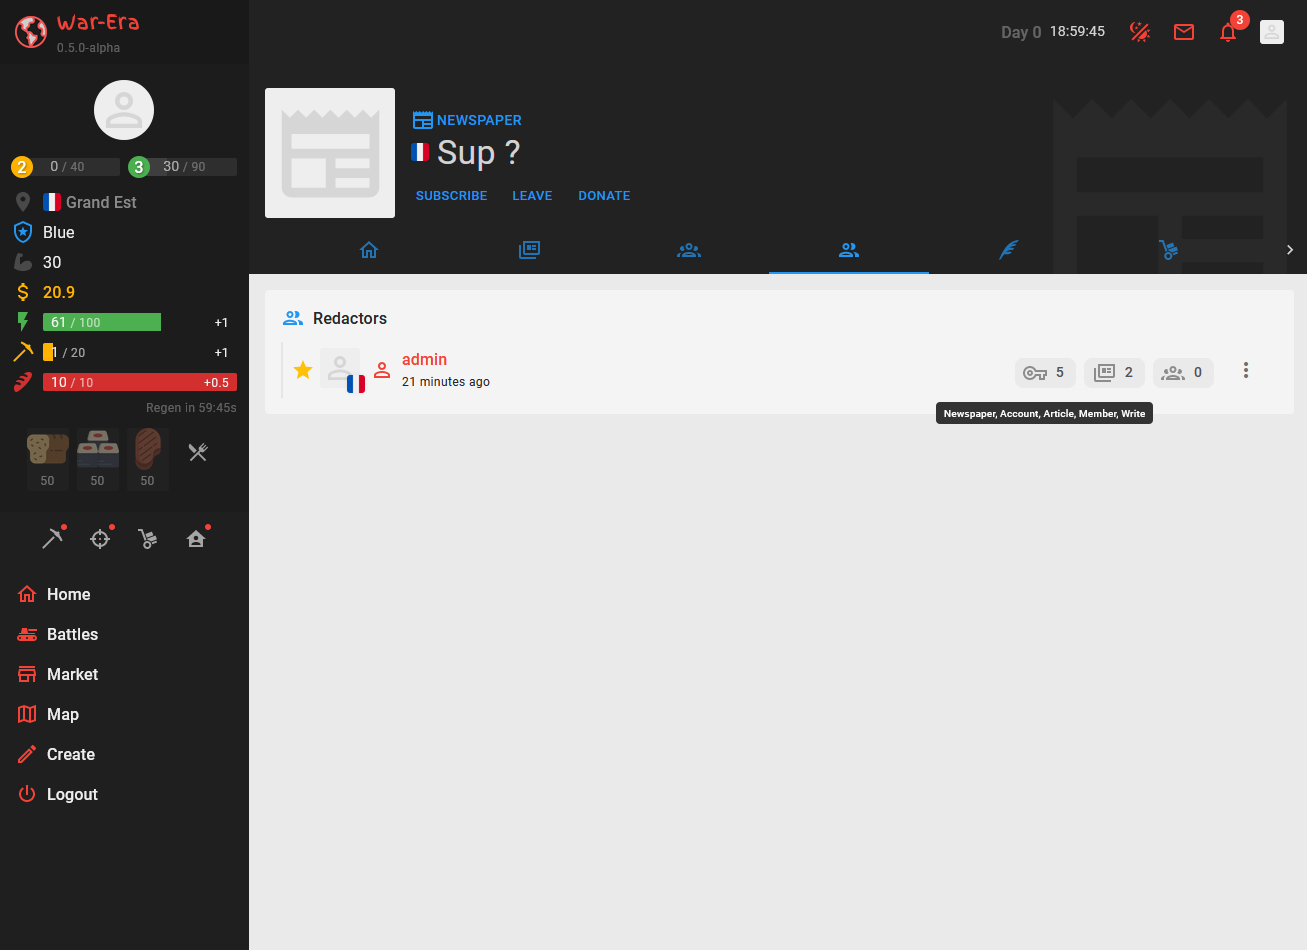 War-Era
0.5.0-alpha
Day 0 18:59:45
3
2 0 / 40 3 30 / 90
Grand Est
Blue
30
20.9
61 / 100 +1
1 / 20 +1
10 / 10 +0.5
Regen in 59:45s
50 50 50
Home
Battles
Market
Map
Create
Logout
NEWSPAPER
Sup ?
SUBSCRIBE LEAVE DONATE
Redactors
admin
21 minutes ago
5 2 0
Newspaper, Account, Article, Member, Write